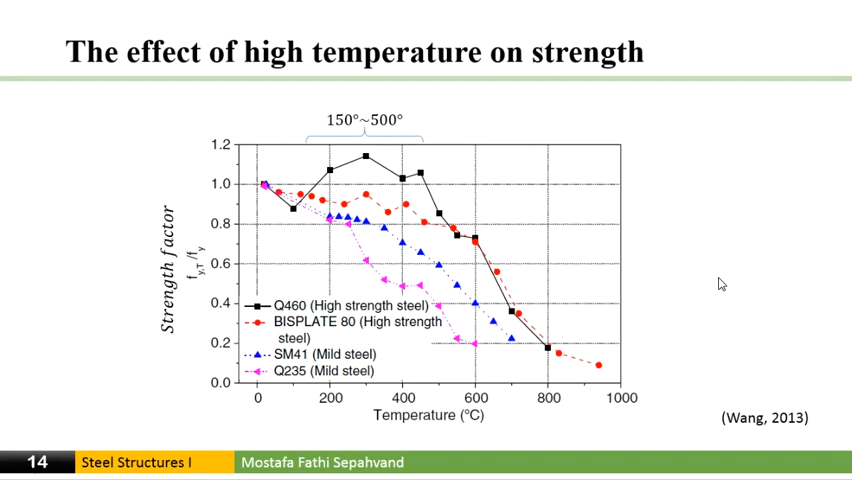 The effect of high temperature on strength
150°~500°
1.2
1.0
0.8
0.6
0.4
0.2
0.0
Strength factor
f_y,T/f_y
Q460 (High strength steel)
BISPLATE 80 (High strength
steel)
SM41 (Mild steel)
Q235 (Mild steel)
0 200 400 600 800 1000
Temperature (°C)
(Wang, 2013)
14 Steel Structures I Mostafa Fathi Sepahvand